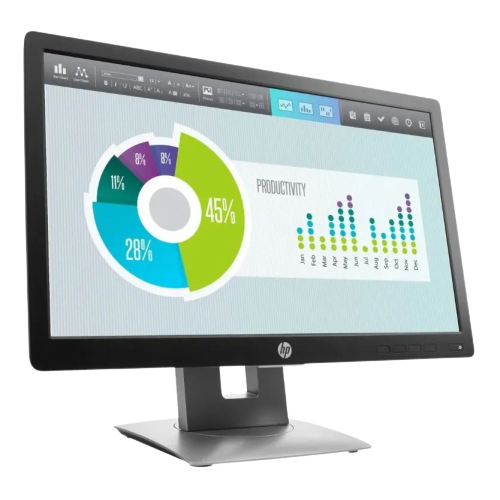 B I U ABC
8%
8%
11%
45%
28%
PRODUCTIVITY
Jan Feb Mar Apr May Jun Jul Aug Sep Oct Nov Dec
hp